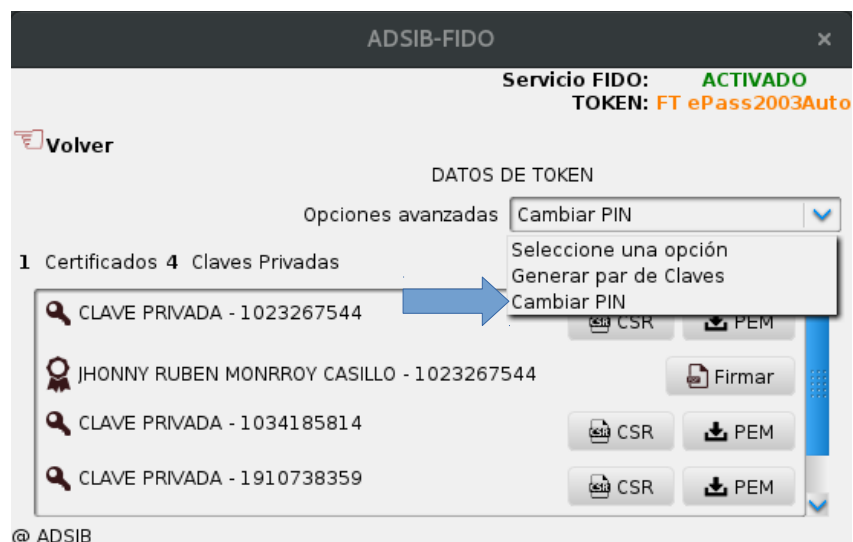 ADSIB-FIDO
Servicio FIDO: ACTIVADO
TOKEN: FT ePass2003Auto
Volver
DATOS DE TOKEN
Opciones avanzadas Cambiar PIN
Seleccione una opción
Generar par de Claves
Cambiar PIN
1 Certificados 4 Claves Privadas
CLAVE PRIVADA - 1023267544 CSR PEM
JHONNY RUBEN MONRROY CASILLO - 1023267544 Firmar
CLAVE PRIVADA - 1034185814 CSR PEM
CLAVE PRIVADA - 1910738359 CSR PEM
@ ADSIB